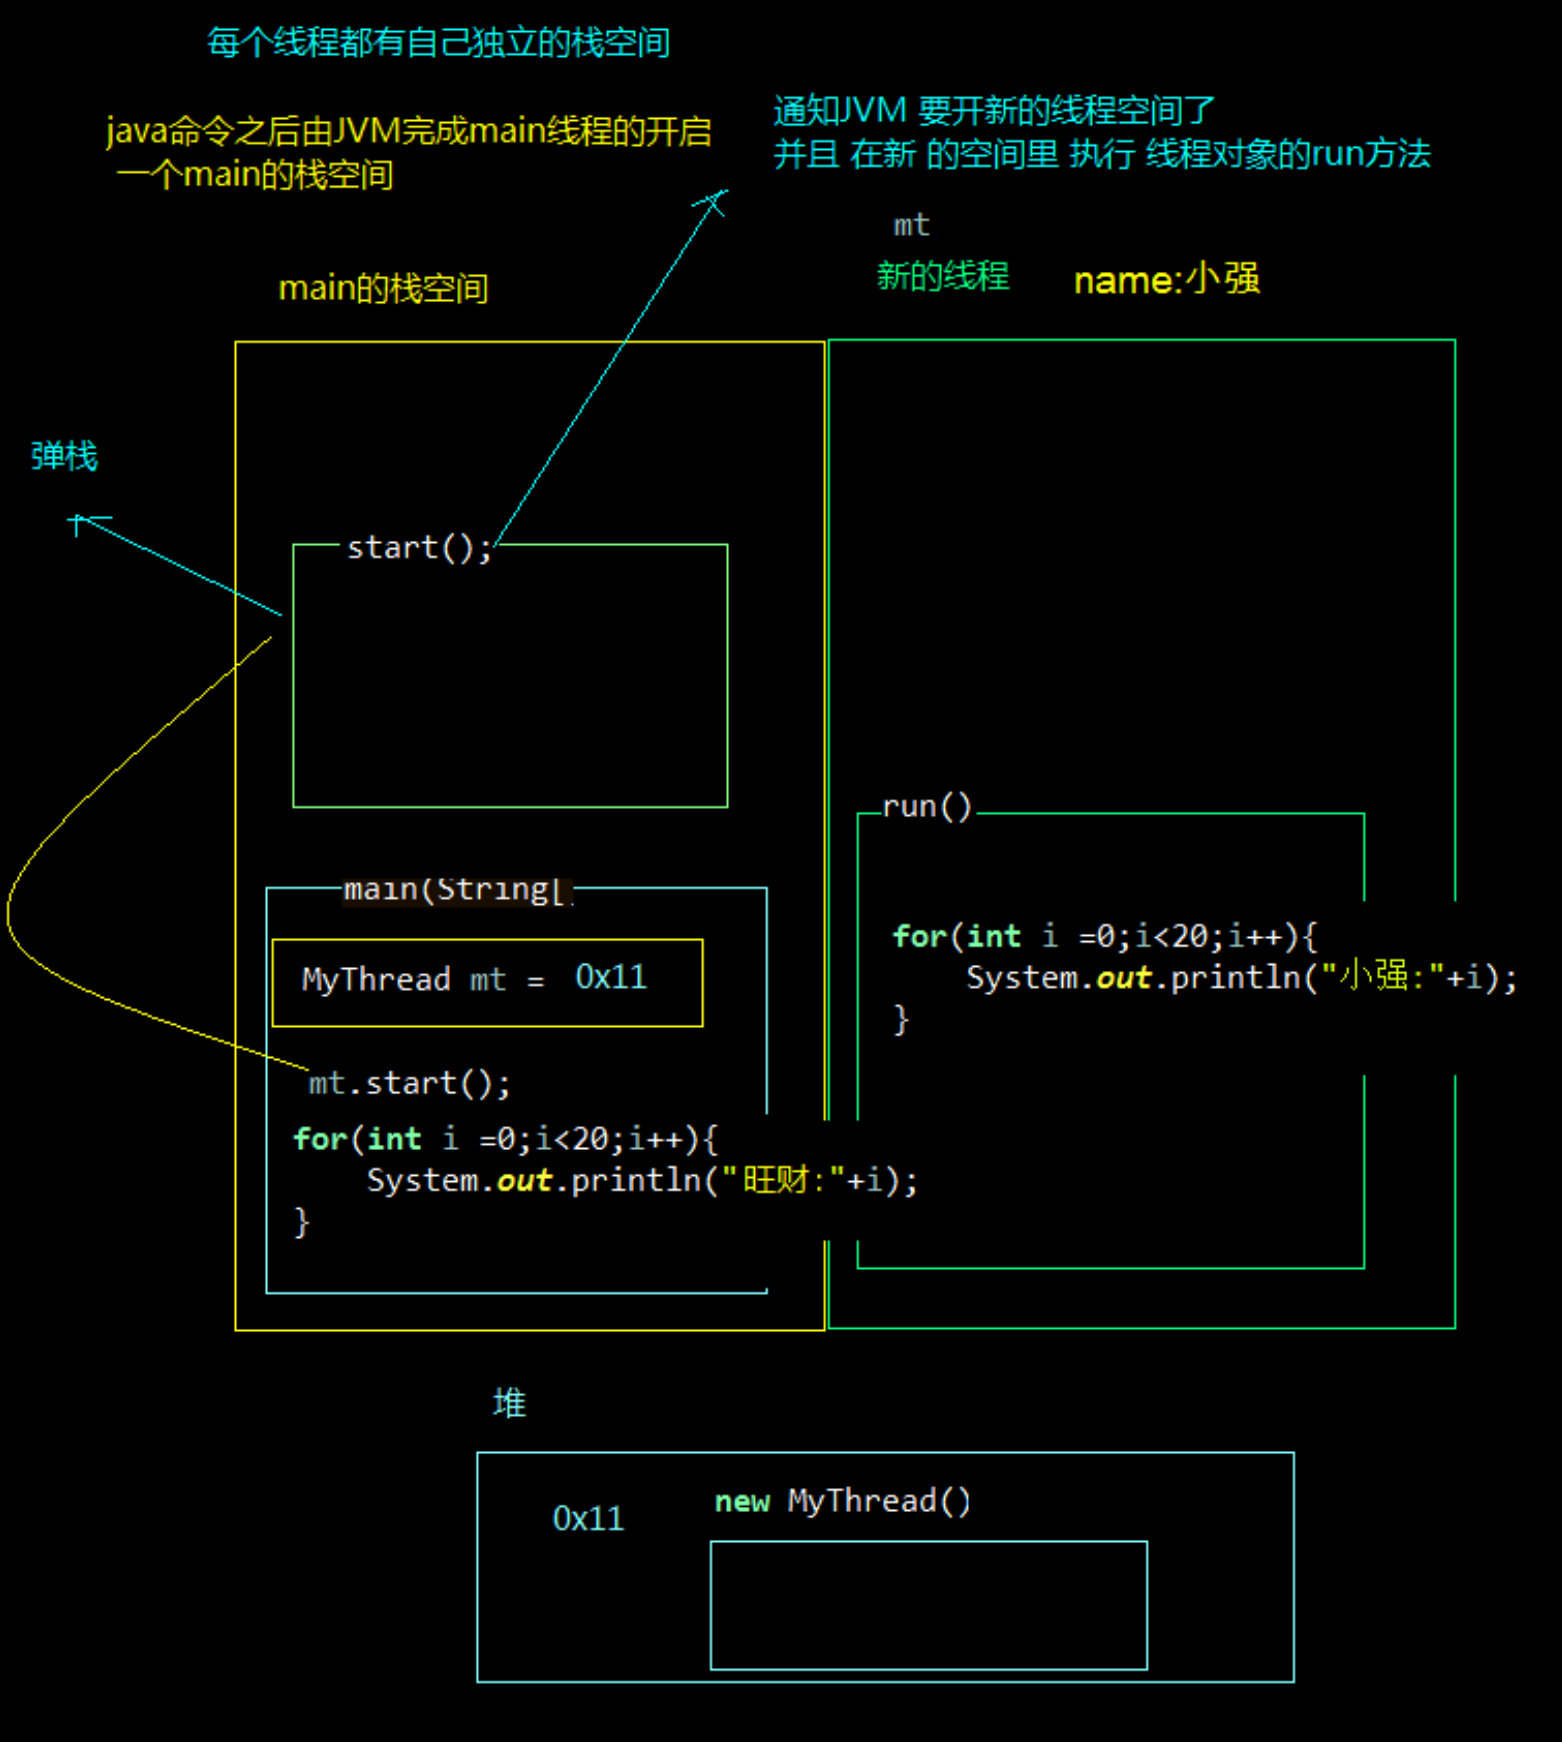 每个线程都有自己独立的栈空间
java命令之后由JVM完成main线程的开启
一个main的栈空间
通知JVM 要开新的线程空间了
并且 在新 的空间里 执行 线程对象的run方法
mt
新的线程 name:小强
main的栈空间
弹栈
start();
main(String[
MyThread mt = 0x11
mt.start();
for(int i =0;i<20;i++){
System.out.println("旺财:"+i);
}
run()
for(int i =0;i<20;i++){
System.out.println("小强:"+i);
}
堆
0x11
new MyThread()